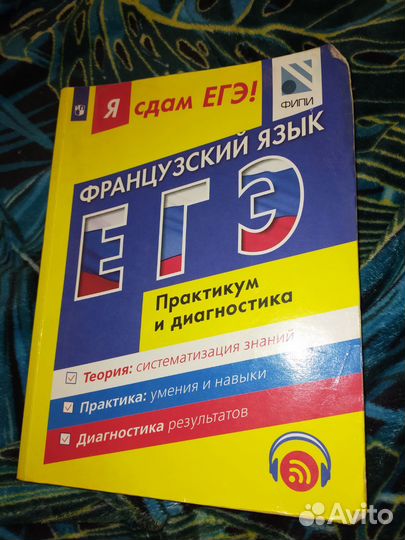 Я сдам ЕГЭ!
ФИПИ
ФРАНЦУЗСКИЙ ЯЗЫК
ЕГЭ
Практикум
и диагностика
Теория: систематизация знаний
Практика: умения и навыки
Диагностика результатов
Avito